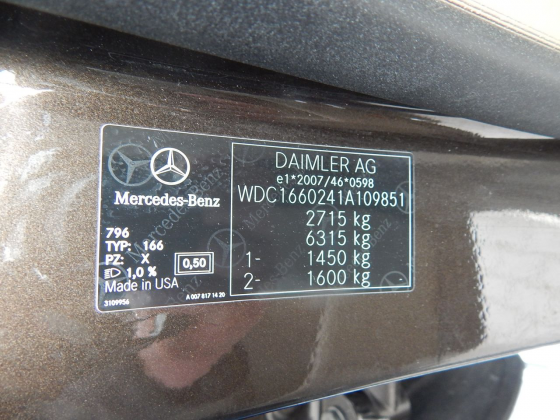 Mercedes-Benz
796
TYP: 166
PZ: X
1,0 %
0,50
Made in USA
3109956
A 007 817 14 20
DAIMLER AG
e1*2007/46*0598
WDC1660241A109851
2715 kg
6315 kg
1- 1450 kg
2- 1600 kg